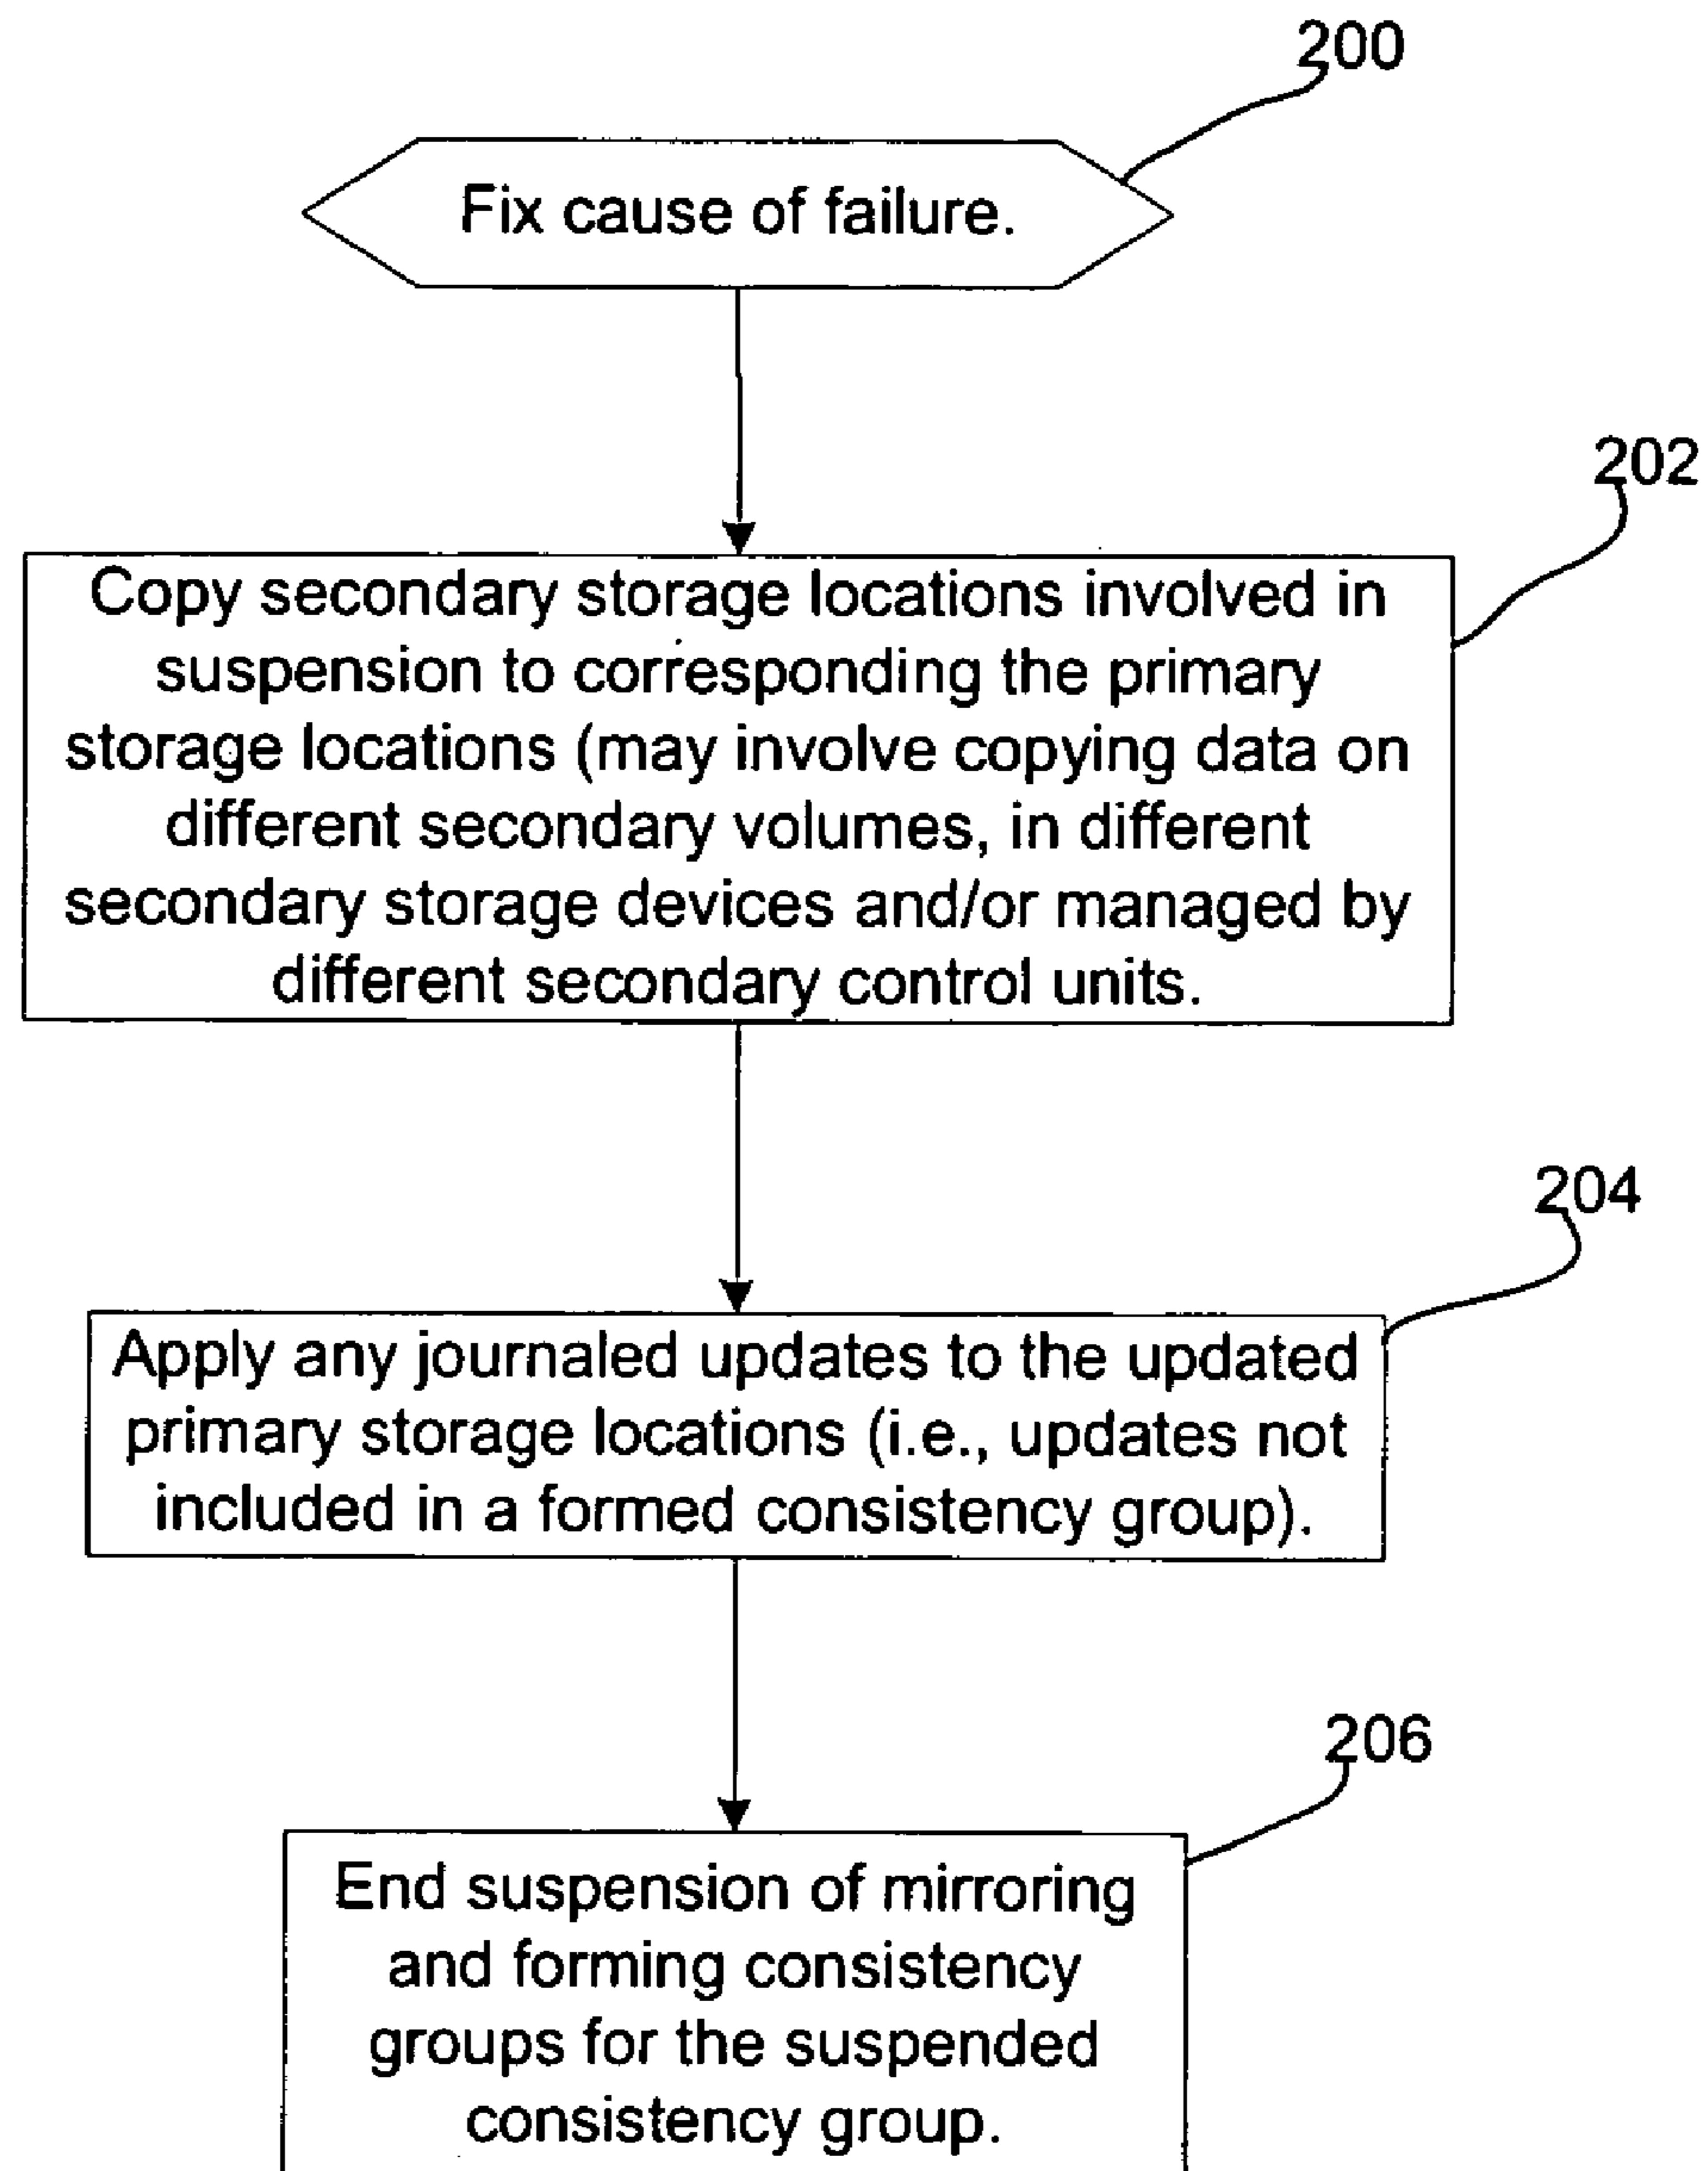 200
Fix cause of failure.
202
Copy secondary storage locations involved in
suspension to corresponding the primary
storage locations (may involve copying data on
different secondary volumes, in different
secondary storage devices and/or managed by
different secondary control units.
204
Apply any journaled updates to the updated
primary storage locations (i.e., updates not
included in a formed consistency group).
206
End suspension of mirroring
and forming consistency
groups for the suspended
consistency group.